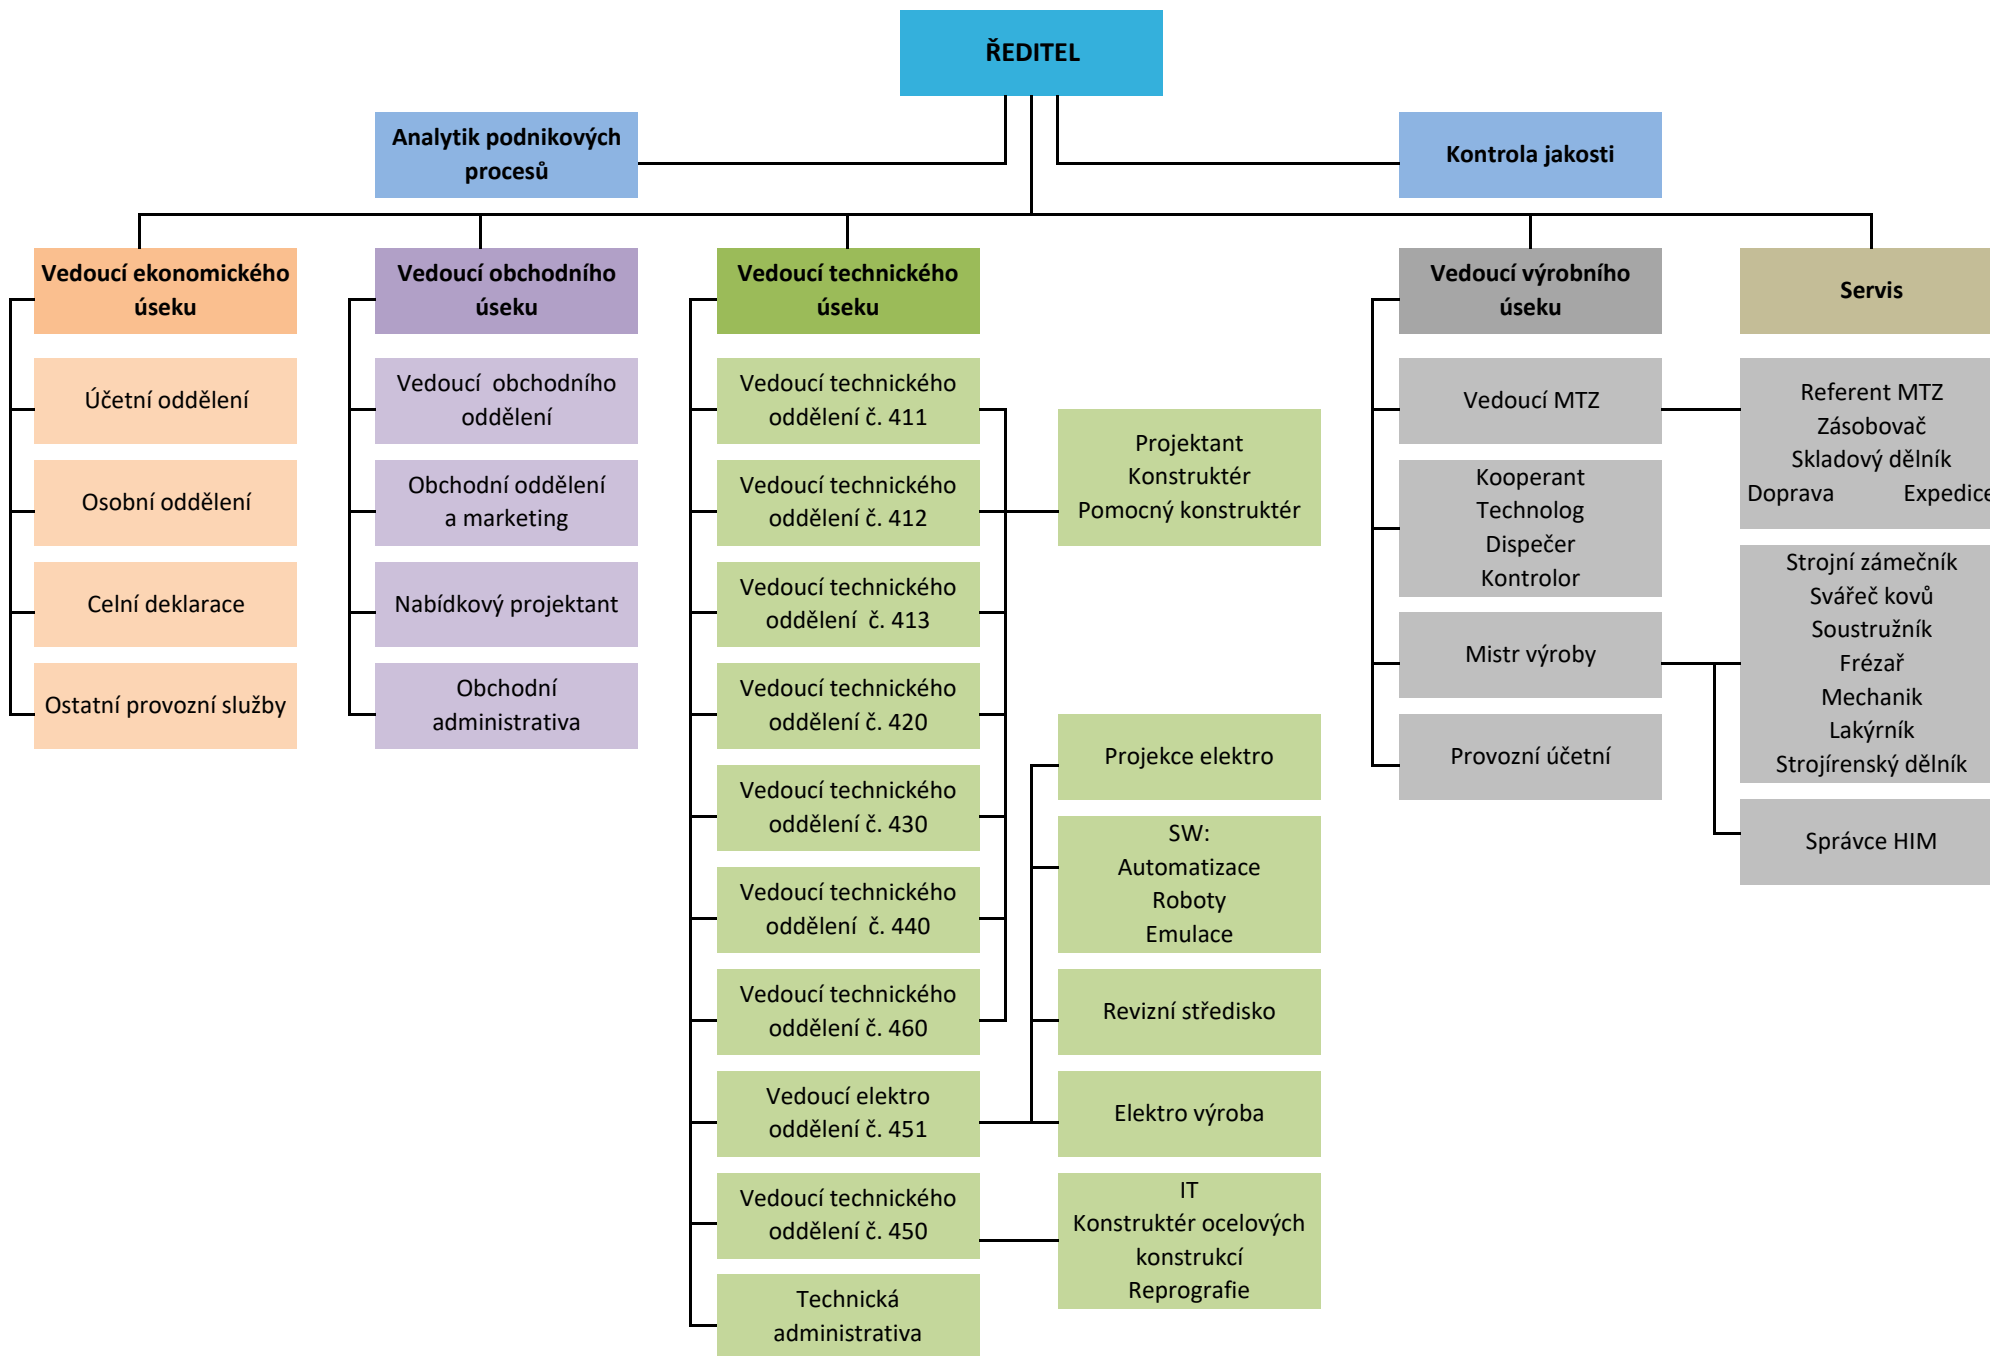 ŘEDITEL
Analytik podnikových
procesů
Kontrola jakosti
Vedoucí ekonomického
úseku
Účetní oddělení
Osobní oddělení
Celní deklarace
Ostatní provozní služby
Vedoucí obchodního
úseku
Vedoucí  obchodního
oddělení
Obchodní oddělení
a marketing
Nabídkový projektant
Obchodní
administrativa
Vedoucí technického
úseku
Vedoucí technického
oddělení č. 411
Vedoucí technického
oddělení č. 412
Vedoucí technického
oddělení  č. 413
Vedoucí technického
oddělení č. 420
Vedoucí technického
oddělení č. 430
Vedoucí technického
oddělení  č. 440
Vedoucí technického
oddělení č. 460
Vedoucí elektro
oddělení č. 451
Vedoucí technického
oddělení č. 450
Technická
administrativa
Projektant
Konstruktér
Pomocný konstruktér
Projekce elektro
SW:
Automatizace
Roboty
Emulace
Revizní středisko
Elektro výroba
IT
Konstruktér ocelových
konstrukcí
Reprografie
Vedoucí výrobního
úseku
Vedoucí MTZ
Kooperant
Technolog
Dispečer
Kontrolor
Mistr výroby
Provozní účetní
Servis
Referent MTZ
Zásobovač
Skladový dělník
Doprava Expedice
Strojní zámečník
Svářeč kovů
Soustružník
Frézař
Mechanik
Lakýrník
Strojírenský dělník
Správce HIM